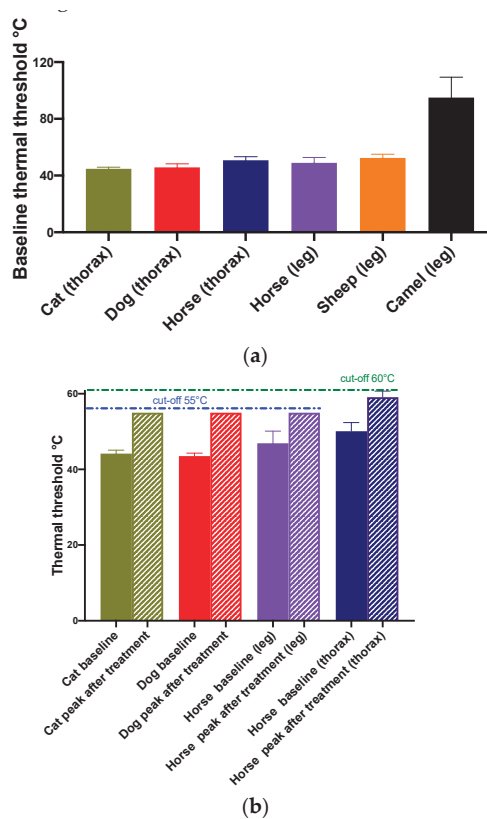 Baseline thermal threshold °C
120
80
40
0
Cat (thorax)
Dog (thorax)
Horse (thorax)
Horse (leg)
Sheep (leg)
Camel (leg)
(a)
cut-off 60°C
cut-off 55°C
Thermal threshold °C
60
40
20
0
Cat baseline
Cat peak after treatment
Dog baseline
Dog peak after treatment
Horse baseline (leg)
Horse peak after treatment (leg)
Horse baseline (thorax)
Horse peak after treatment (thorax)
(b)